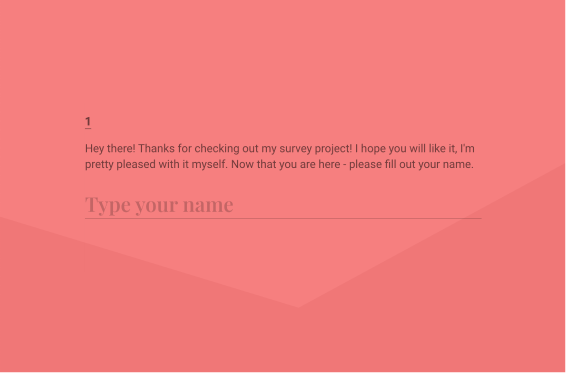 1
Hey there! Thanks for checking out my survey project! I hope you will like it, I'm
pretty pleased with it myself. Now that you are here - please fill out your name.
Type your name